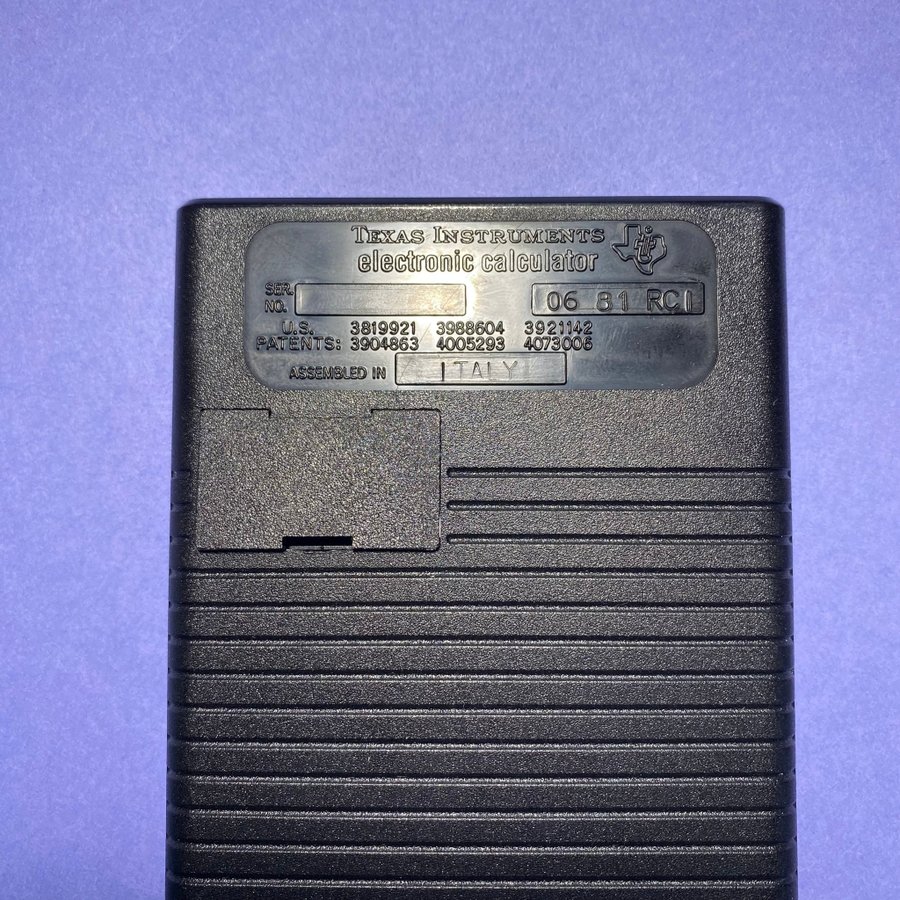 TEXAS INSTRUMENTS
electronic calculator
SER. NO. 06 81 RCI
U.S. PATENTS: 3819921 3988604 3921142
3904863 4005293 4073006
ASSEMBLED IN ITALY